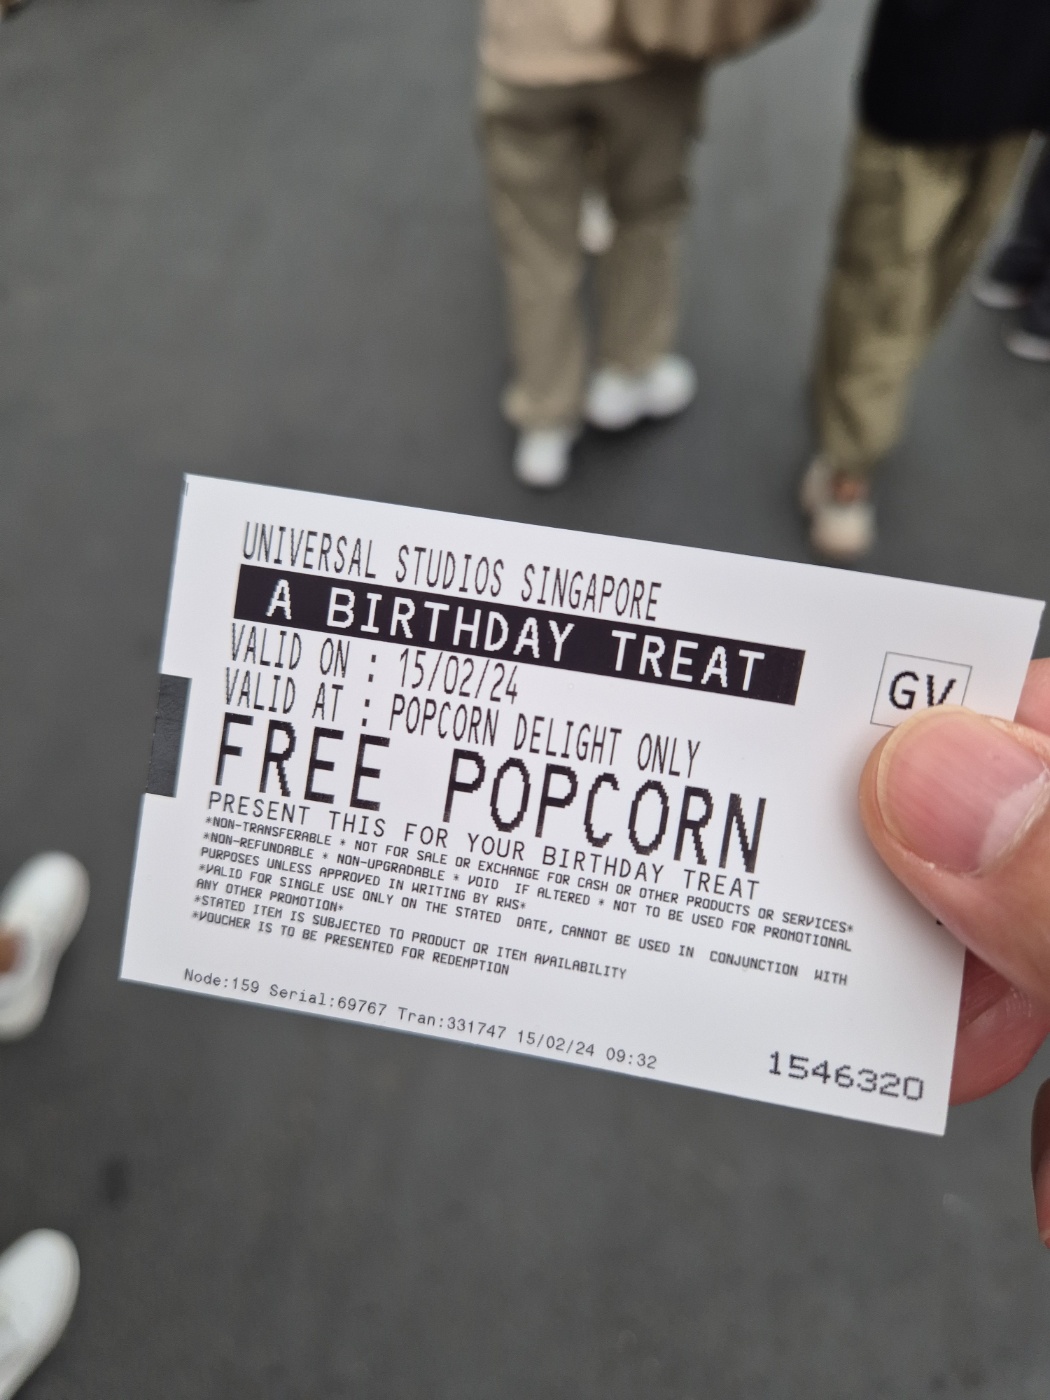 UNIVERSAL STUDIOS SINGAPORE
A BIRTHDAY TREAT
VALID ON : 15/02/24
GV
VALID AT : POPCORN DELIGHT ONLY
FREE POPCORN
PRESENT THIS FOR YOUR BIRTHDAY TREAT
*NON-TRANSFERABLE * NOT FOR SALE OR EXCHANGE FOR CASH OR OTHER PRODUCTS OR SERVICES*
*NON-REFUNDABLE * NON-UPGRADABLE * VOID IF ALTERED * NOT TO BE USED FOR PROMOTIONAL
PURPOSES UNLESS APPROVED IN WRITING BY RWS*
*VALID FOR SINGLE USE ONLY ON THE STATED DATE, CANNOT BE USED IN CONJUNCTION WITH
ANY OTHER PROMOTION*
*STATED ITEM IS SUBJECTED TO PRODUCT OR ITEM AVAILABILITY
*VOUCHER IS TO BE PRESENTED FOR REDEMPTION
Node:159 Serial:69767 Tran:331747 15/02/24 09:32
1546320